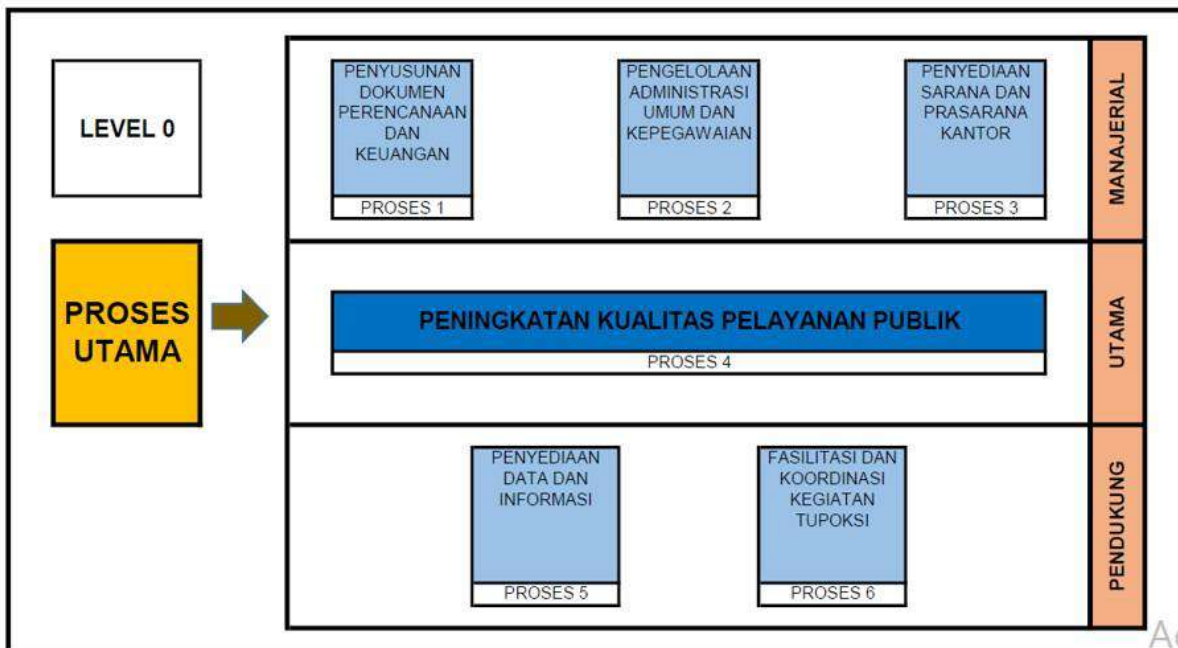 LEVEL 0
PROSES
UTAMA
PENYUSUNAN
DOKUMEN
PERENCANAAN
DAN
KEUANGAN
PROSES 1
PENGELOLAAN
ADMINISTRASI
UMUM DAN
KEPEGAWAIAN
PROSES 2
PENYEDIAAN
SARANA DAN
PRASARANA
KANTOR
PROSES 3
MANAJERIAL
PENINGKATAN KUALITAS PELAYANAN PUBLIK
PROSES 4
UTAMA
PENYEDIAAN
DATA DAN
INFORMASI
PROSES 5
FASILITASI DAN
KOORDINASI
KEGIATAN
TUPOKSI
PROSES 6
PENDUKUNG